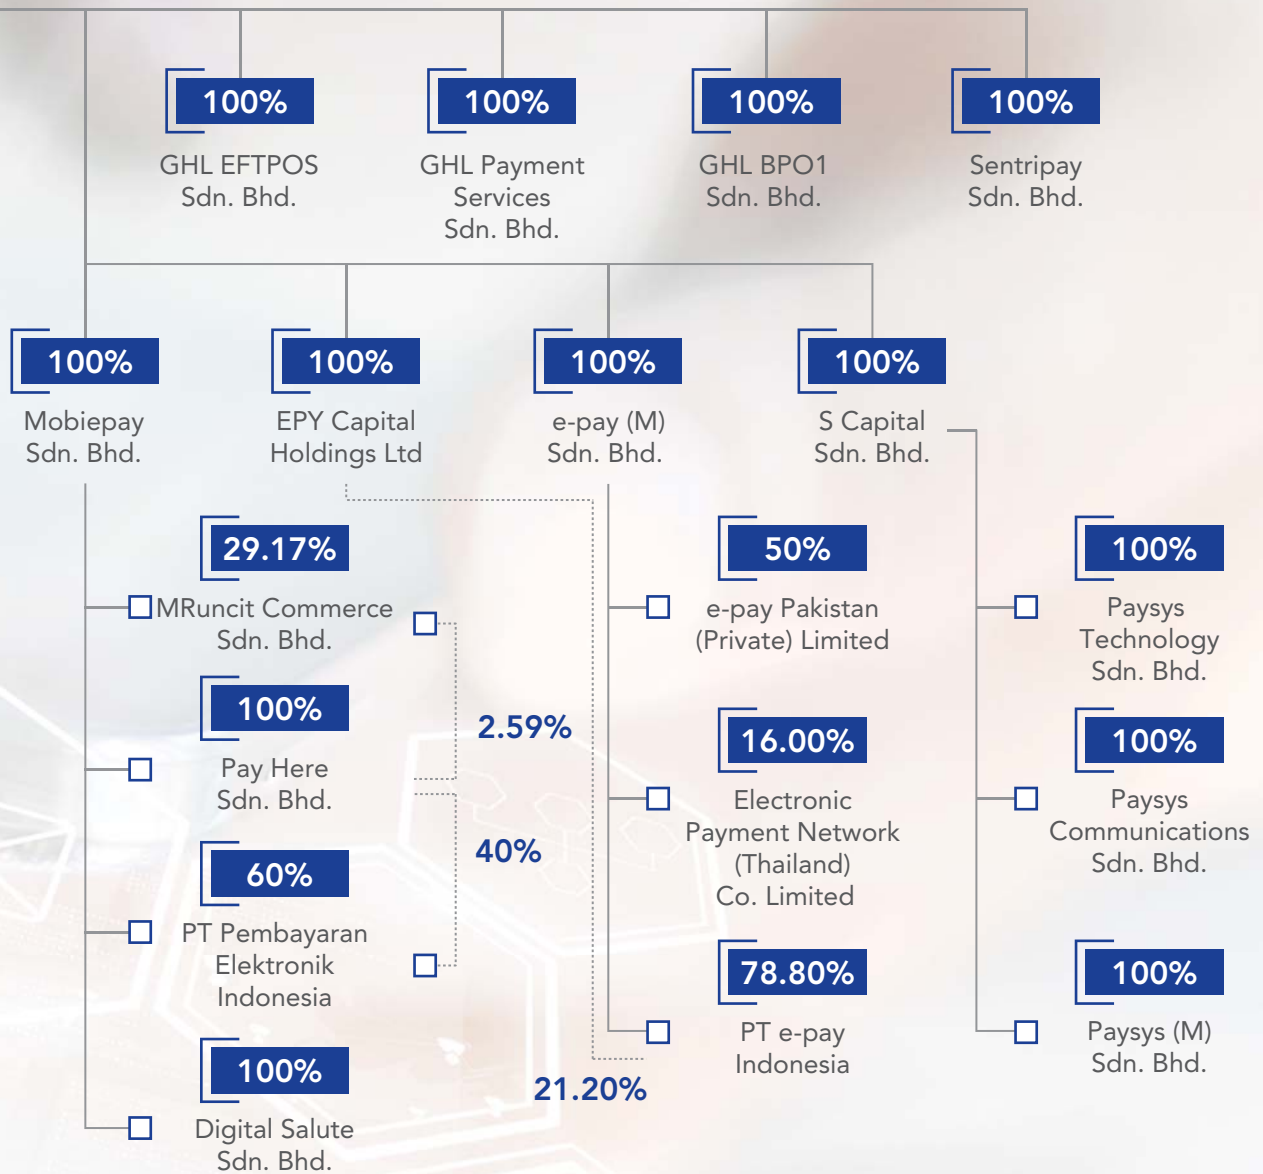 100%
GHL EFTPOS
Sdn. Bhd.
100%
GHL Payment
Services
Sdn. Bhd.
100%
GHL BPO1
Sdn. Bhd.
100%
Sentripay
Sdn. Bhd.
100%
Mobiepay
Sdn. Bhd.
100%
EPY Capital
Holdings Ltd
100%
e-pay (M)
Sdn. Bhd.
100%
S Capital
Sdn. Bhd.
29.17%
MRuncit Commerce
Sdn. Bhd.
100%
Pay Here
Sdn. Bhd.
60%
PT Pembayaran
Elektronik
Indonesia
100%
Digital Salute
Sdn. Bhd.
2.59%
40%
21.20%
50%
e-pay Pakistan
(Private) Limited
16.00%
Electronic
Payment Network
(Thailand)
Co. Limited
78.80%
PT e-pay
Indonesia
100%
Paysys
Technology
Sdn. Bhd.
100%
Paysys
Communications
Sdn. Bhd.
100%
Paysys (M)
Sdn. Bhd.